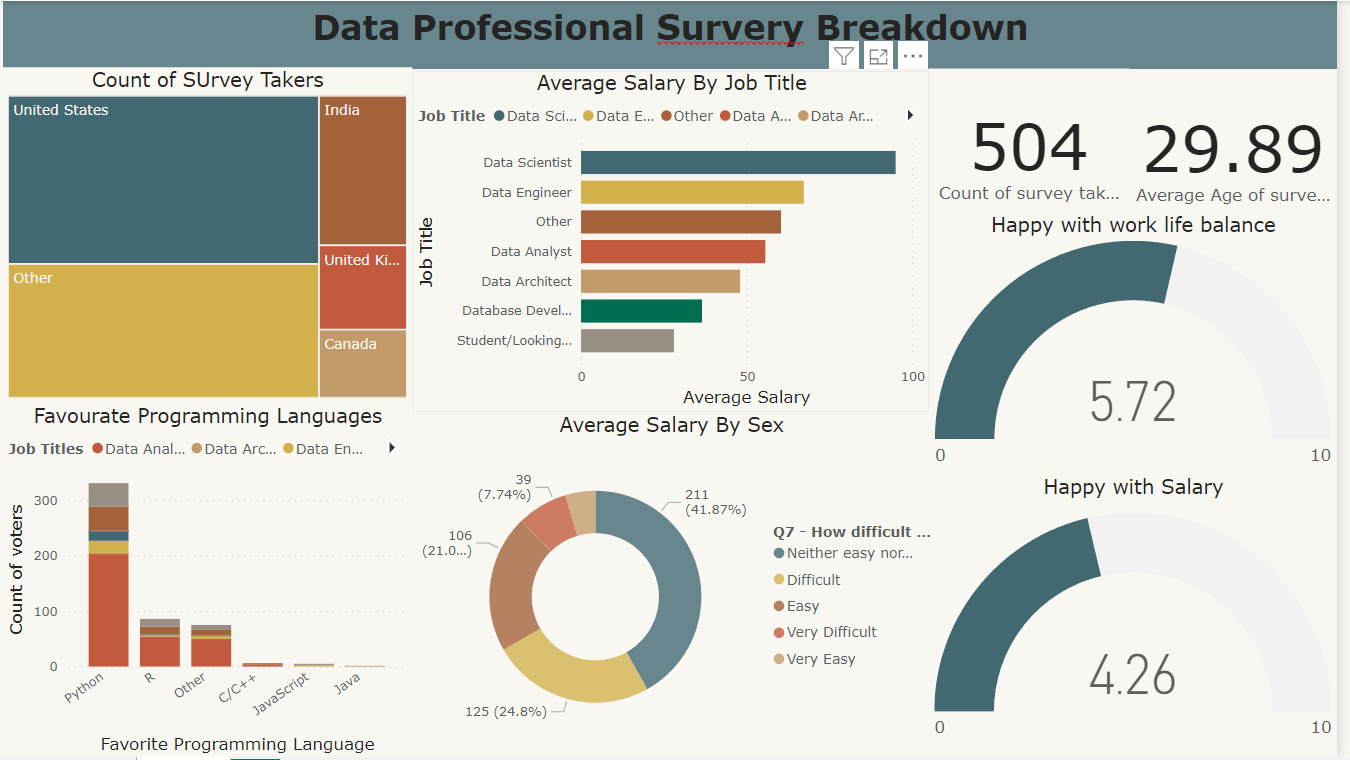 Data Professional Survery Breakdown
Count of SUrvey Takers
United States
India
United Ki...
Other
Canada
Average Salary By Job Title
Job Title Data Sci... Data E... Other Data A... Data Ar...
Job Title
Data Scientist
Data Engineer
Other
Data Analyst
Data Architect
Database Devel...
Student/Looking...
0 50 100
Average Salary
504
Count of survey tak...
29.89
Average Age of surve...
Happy with work life balance
5.72
0 10
Favourate Programming Languages
Job Titles Data Anal... Data Arc... Data En...
Count of voters
300
200
100
0
Python R Other C/C++ JavaScript Java
Favorite Programming Language
Average Salary By Sex
39
(7.74%)
211
(41.87%)
106
(21.0...)
125 (24.8%)
Q7 - How difficult ...
Neither easy nor...
Difficult
Easy
Very Difficult
Very Easy
Happy with Salary
4.26
0 10